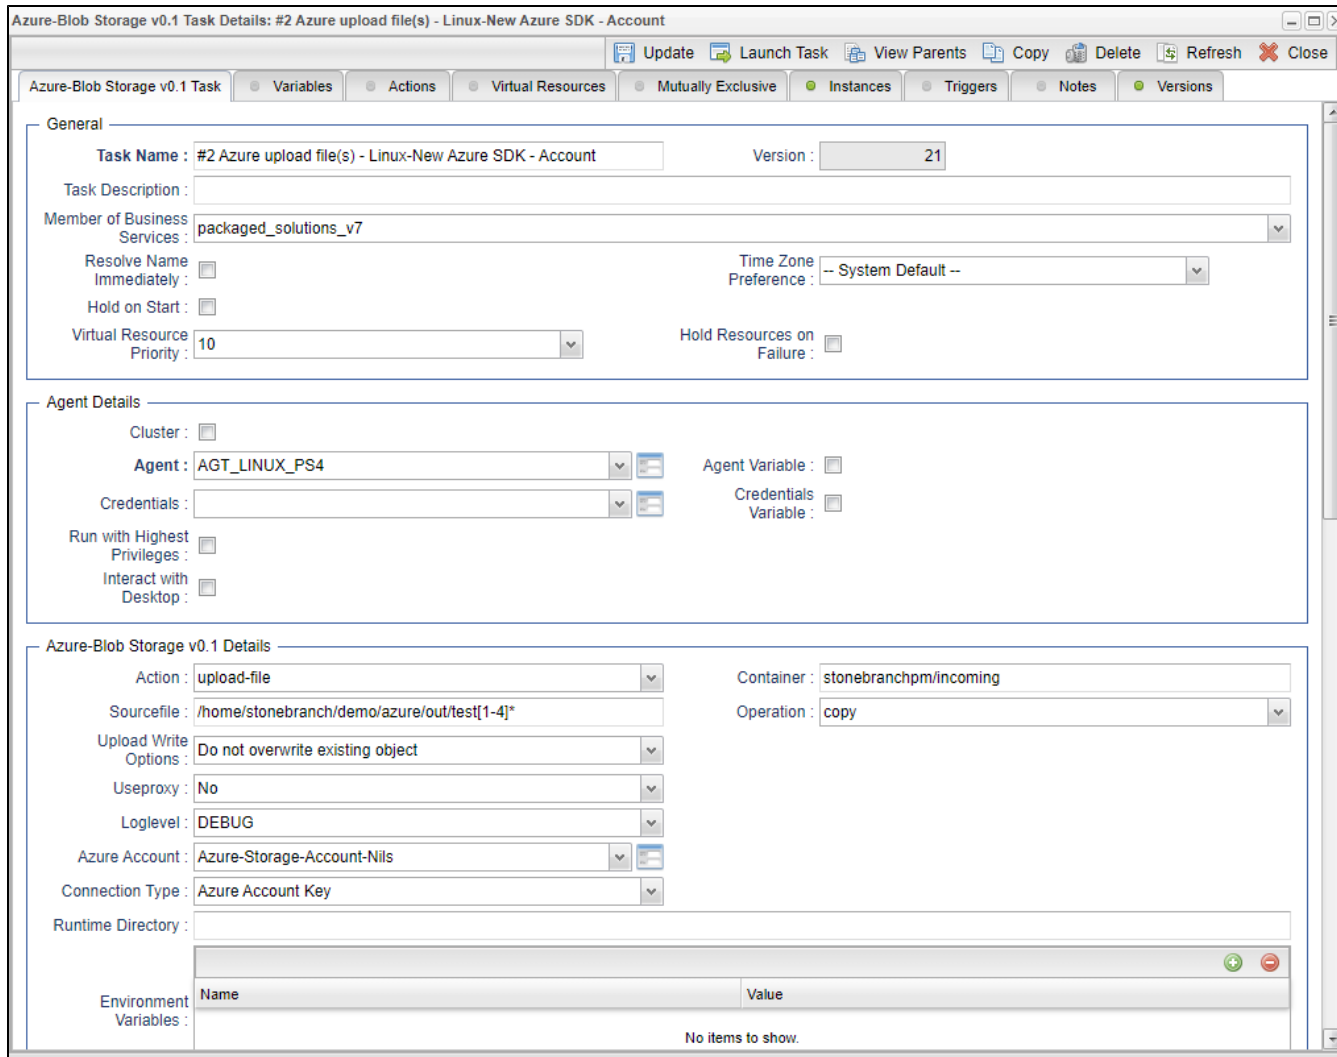 Azure-Blob Storage v0.1 Task Details: #2 Azure upload file(s) - Linux-New Azure SDK - Account
Update Launch Task View Parents Copy Delete Refresh Close
Azure-Blob Storage v0.1 Task Variables Actions Virtual Resources Mutually Exclusive Instances Triggers Notes Versions
General
Task Name : #2 Azure upload file(s) - Linux-New Azure SDK - Account Version : 21
Task Description :
Member of Business
Services : packaged_solutions_v7
Resolve Name
Immediately :
Time Zone
Preference : -- System Default --
Hold on Start :
Virtual Resource
Priority : 10
Hold Resources on
Failure :
Agent Details
Cluster :
Agent : AGT_LINUX_PS4 Agent Variable :
Credentials :
Credentials
Variable :
Run with Highest
Privileges :
Interact with
Desktop :
Azure-Blob Storage v0.1 Details
Action : upload-file Container : stonebranchpm/incoming
Sourcefile : /home/stonebranch/demo/azure/out/test[1-4]* Operation : copy
Upload Write
Options : Do not overwrite existing object
Useproxy : No
Loglevel : DEBUG
Azure Account : Azure-Storage-Account-Nils
Connection Type : Azure Account Key
Runtime Directory :
Environment
Variables :
Name Value
No items to show.